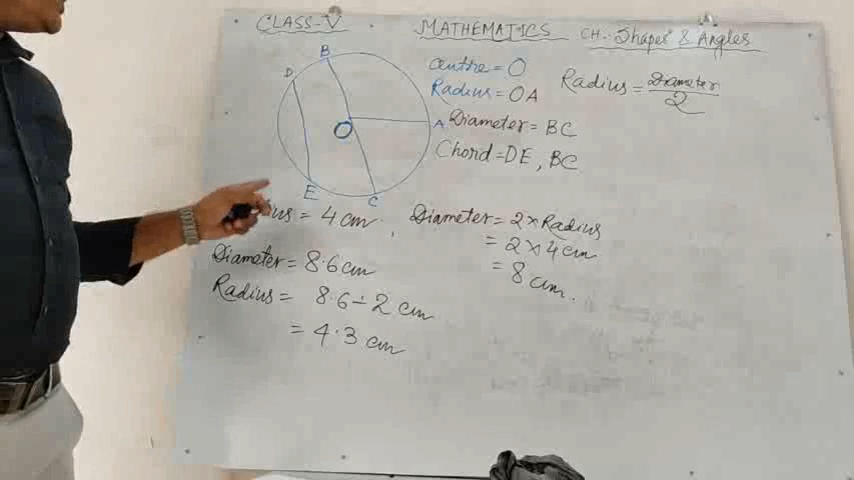 CLASS-V MATHEMATICS CH:- Shapes & Angles
B
D
O
A
E
C
Centre = O
Radius = OA
Diameter = BC
Chord = DE, BC
Radius = Diameter
2
= 4 cm ,
Diameter = 2 × Radius
= 2 × 4 cm
= 8 cm.
Diameter = 8.6 cm
Radius = 8.6 ÷ 2 cm
= 4.3 cm